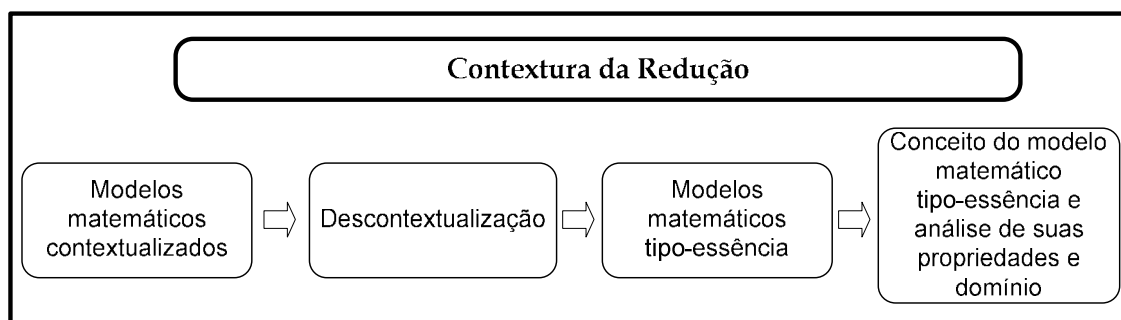 Contextura da Redução
Modelos
matemáticos
contextualizados
Descontextualização
Modelos
matemáticos
tipo-essência
Conceito do modelo
matemático
tipo-essência e
análise de suas
propriedades e
domínio